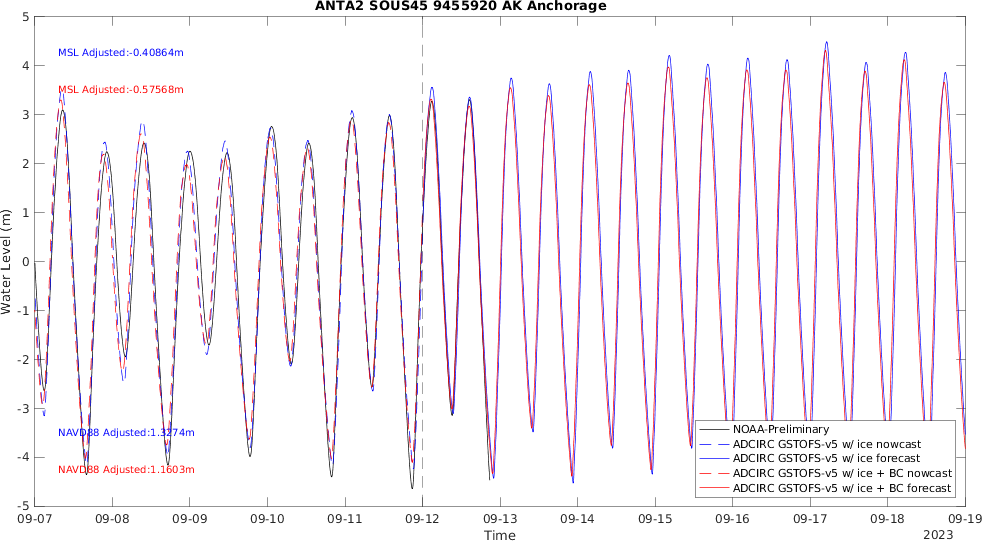 ANTA2 SOUS45 9455920 AK Anchorage
5
4
3
2
1
0
-1
-2
-3
-4
-5
Water Level (m)
MSL Adjusted:-0.40864m
MSL Adjusted:-0.57568m
NAVD88 Adjusted:1.3274m
NAVD88 Adjusted:1.1603m
NOAA-Preliminary
ADCIRC GSTOFS-v5 w/ ice nowcast
ADCIRC GSTOFS-v5 w/ ice forecast
ADCIRC GSTOFS-v5 w/ ice + BC nowcast
ADCIRC GSTOFS-v5 w/ ice + BC forecast
09-07 09-08 09-09 09-10 09-11 09-12 09-13 09-14 09-15 09-16 09-17 09-18 09-19
Time
2023